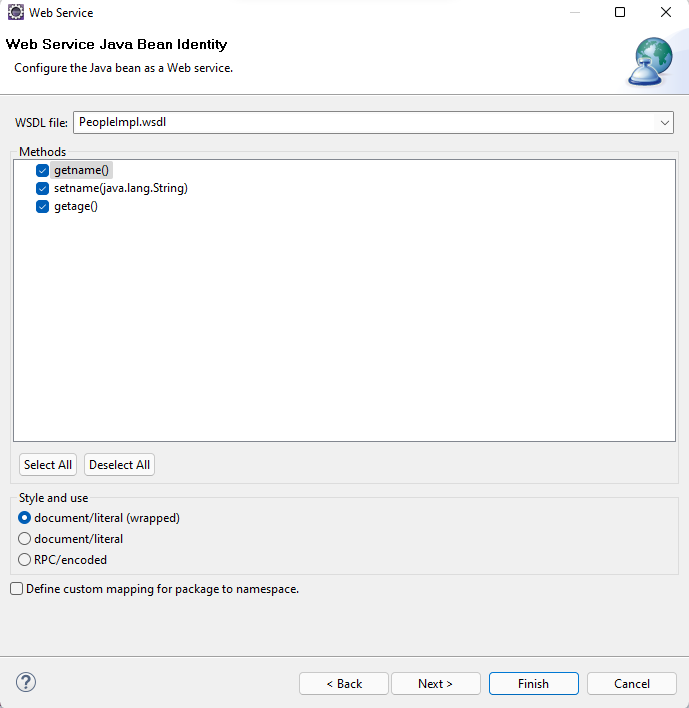 Web Service
Web Service Java Bean Identity
Configure the Java bean as a Web service.
WSDL file: PeopleImpl.wsdl
Methods
getname()
setname(java.lang.String)
getage()
Select All Deselect All
Style and use
document/literal (wrapped)
document/literal
RPC/encoded
Define custom mapping for package to namespace.
? < Back Next > Finish Cancel